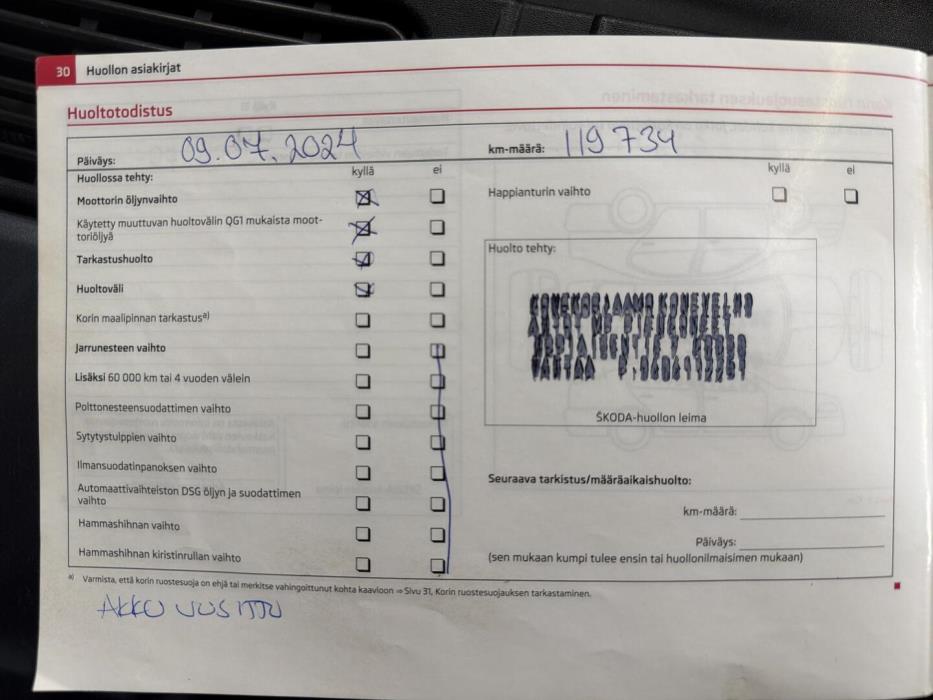 30 Huollon asiakirjat
Huoltotodistus
Päiväys: 09.07.2024
Huollossa tehty: kyllä ei
Moottorin öljynvaihto
Käytetty muuttuvan huoltovälin QG1 mukaista moot-
toriöljyä
Tarkastushuolto
Huoltoväli
Korin maalipinnan tarkastus a)
Jarrunesteen vaihto
Lisäksi 60 000 km tai 4 vuoden välein
Polttonesteensuodattimen vaihto
Sytytystulppien vaihto
Ilmansuodatinpanoksen vaihto
Automaattivaihteiston DSG öljyn ja suodattimen
vaihto
Hammashihnan vaihto
Hammashihnan kiristinrullan vaihto
km-määrä: 119 734
kyllä ei
Happianturin vaihto
Huolto tehty:
VANTAA
ŠKODA-huollon leima
Seuraava tarkistus/määräaikaishuolto:
km-määrä:
Päiväys:
(sen mukaan kumpi tulee ensin tai huollonilmaisimen mukaan)
a) Varmista, että korin ruostesuoja on ehjä tai merkitse vahingoittunut kohta kaavioon ⇒ Sivu 31, Korin ruostesuojauksen tarkastaminen.
AKKU UUSITTU